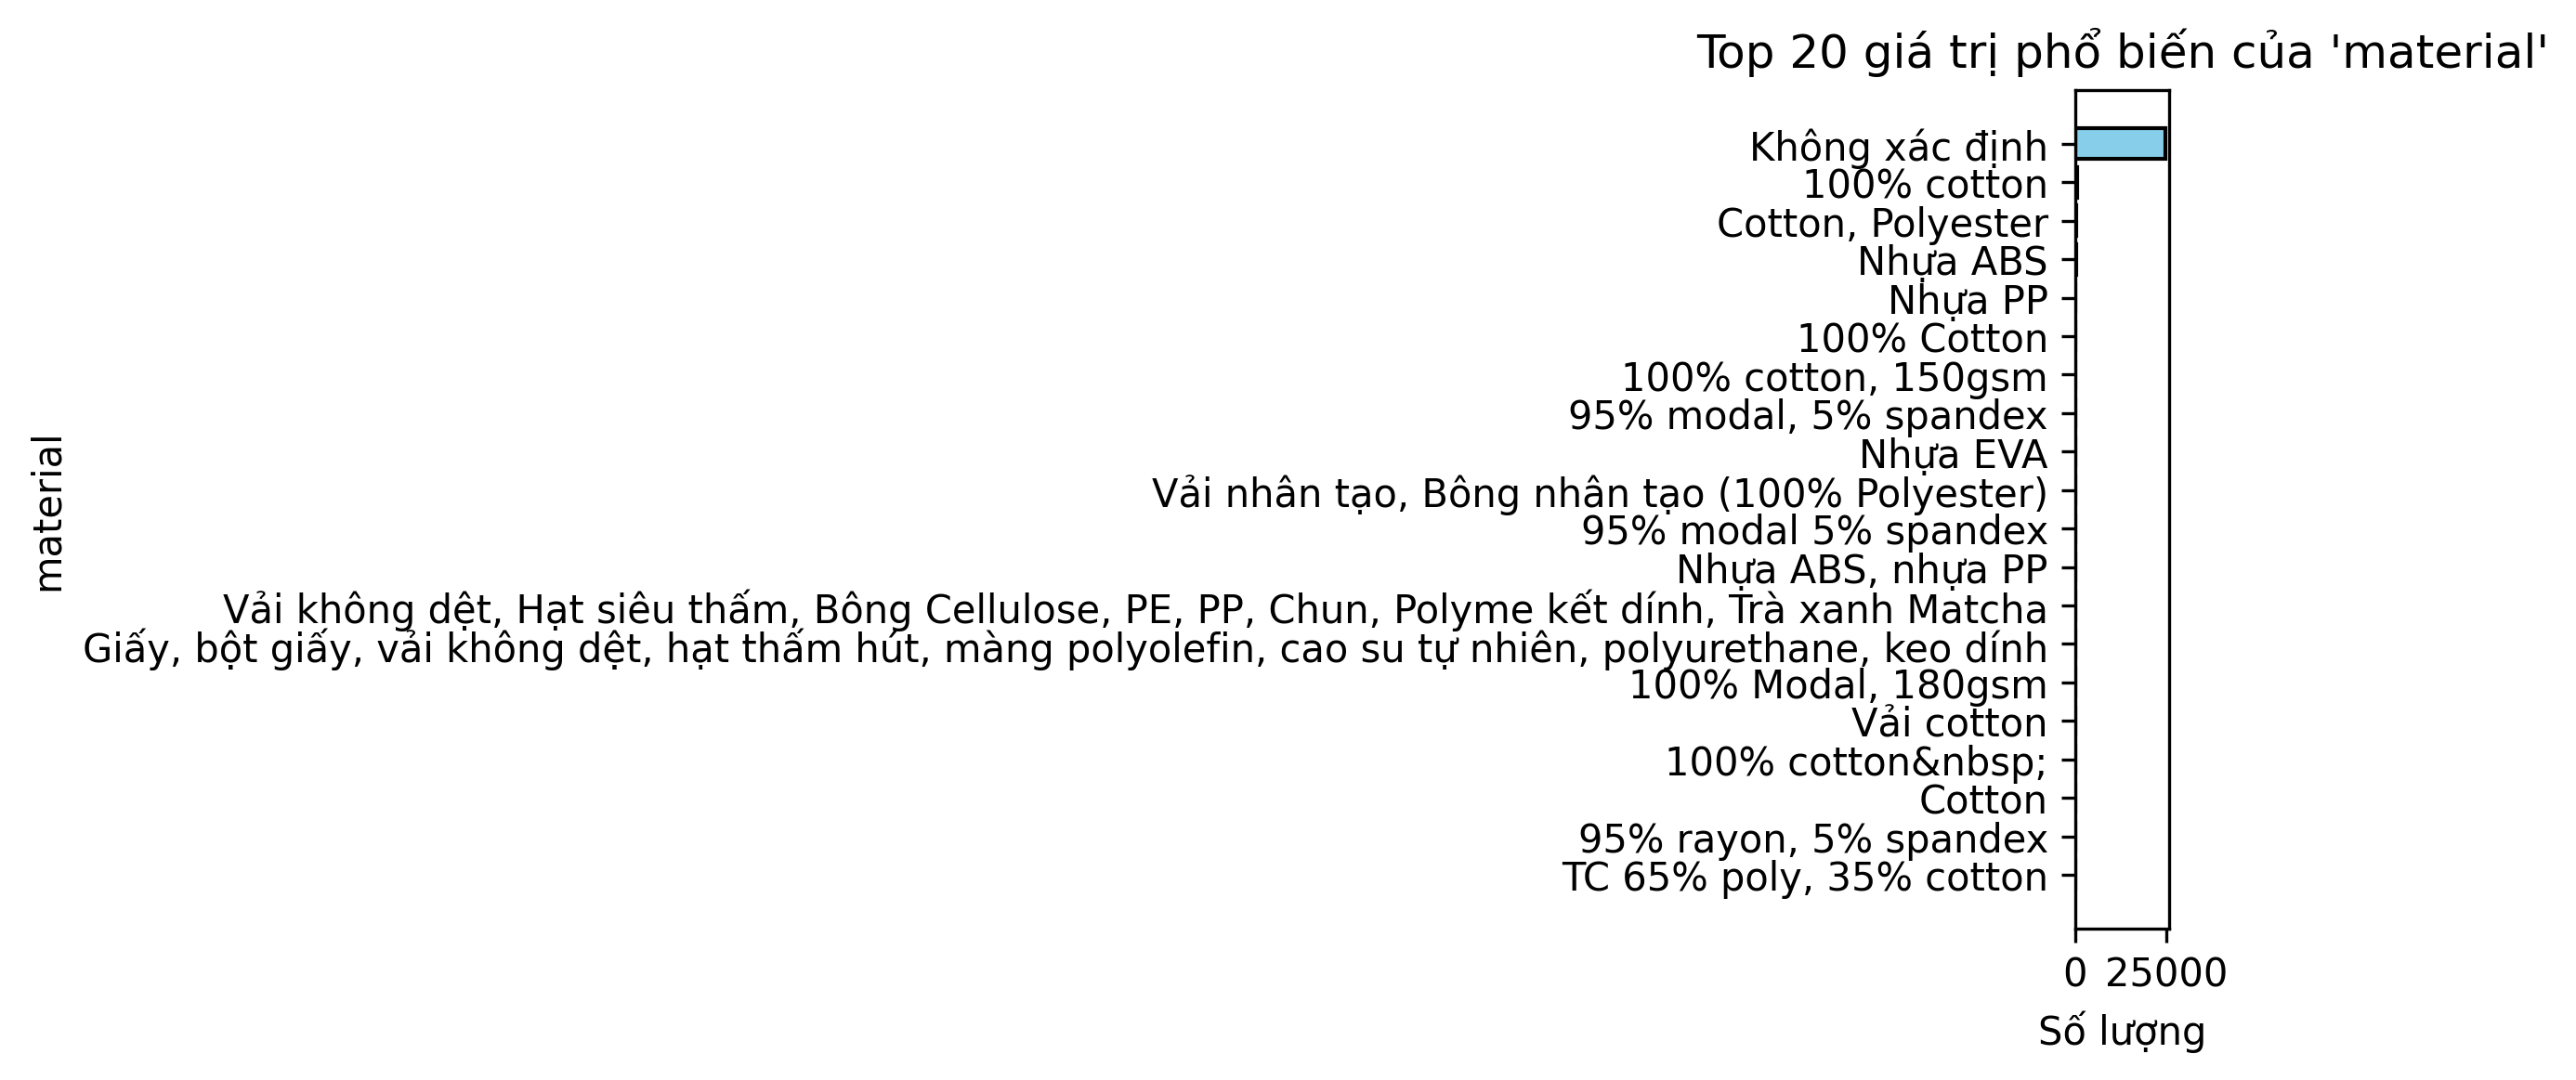 Top 20 giá trị phổ biến của 'material'
material
Không xác định
100% cotton
Cotton, Polyester
Nhựa ABS
Nhựa PP
100% Cotton
100% cotton, 150gsm
95% modal, 5% spandex
Nhựa EVA
Vải nhân tạo, Bông nhân tạo (100% Polyester)
95% modal 5% spandex
Nhựa ABS, nhựa PP
Vải không dệt, Hạt siêu thấm, Bông Cellulose, PE, PP, Chun, Polyme kết dính, Trà xanh Matcha
Giấy, bột giấy, vải không dệt, hạt thấm hút, màng polyolefin, cao su tự nhiên, polyurethane, keo dính
100% Modal, 180gsm
Vải cotton
100% cotton&nbsp;
Cotton
95% rayon, 5% spandex
TC 65% poly, 35% cotton
0 25000
Số lượng